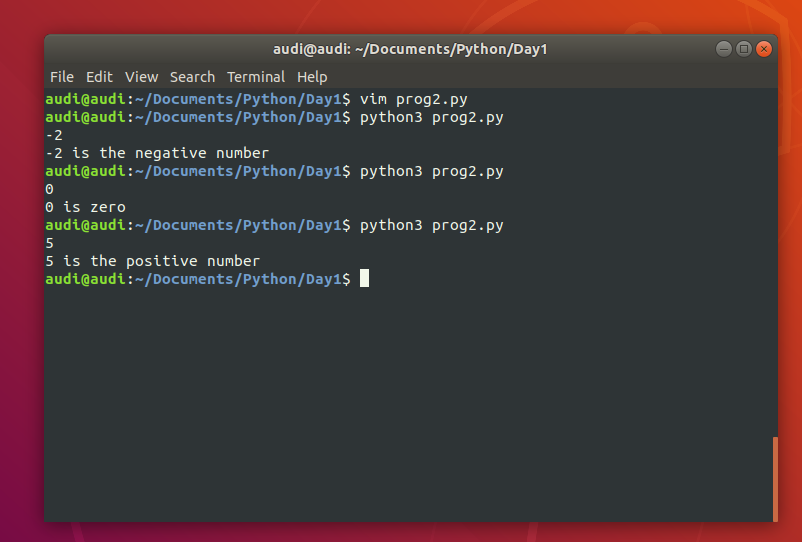 audi@audi: ~/Documents/Python/Day1
File Edit View Search Terminal Help
audi@audi:~/Documents/Python/Day1$ vim prog2.py
audi@audi:~/Documents/Python/Day1$ python3 prog2.py
-2
-2 is the negative number
audi@audi:~/Documents/Python/Day1$ python3 prog2.py
0
0 is zero
audi@audi:~/Documents/Python/Day1$ python3 prog2.py
5
5 is the positive number
audi@audi:~/Documents/Python/Day1$